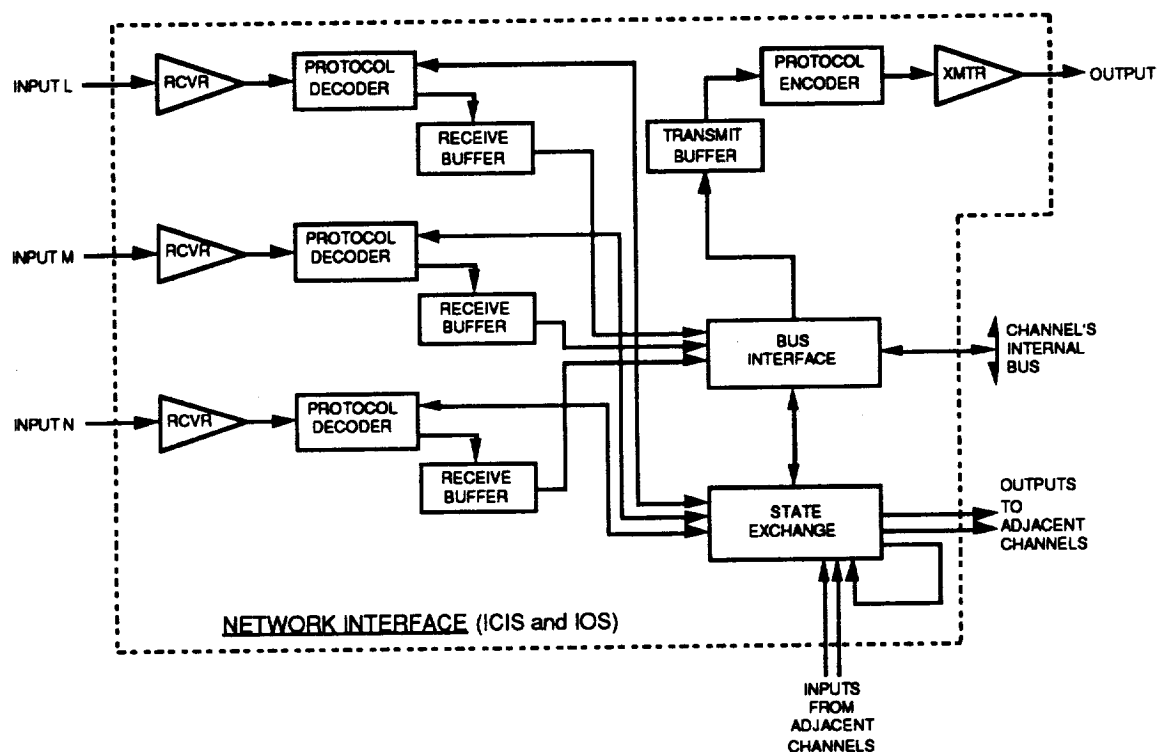 INPUT L
RCVR
PROTOCOL
DECODER
RECEIVE
BUFFER
TRANSMIT
BUFFER
PROTOCOL
ENCODER
XMTR
OUTPUT
INPUT M
RCVR
PROTOCOL
DECODER
RECEIVE
BUFFER
BUS
INTERFACE
CHANNEL'S
INTERNAL
BUS
INPUT N
RCVR
PROTOCOL
DECODER
RECEIVE
BUFFER
STATE
EXCHANGE
OUTPUTS
TO
ADJACENT
CHANNELS
NETWORK INTERFACE (ICIS and IOS)
INPUTS
FROM
ADJACENT
CHANNELS